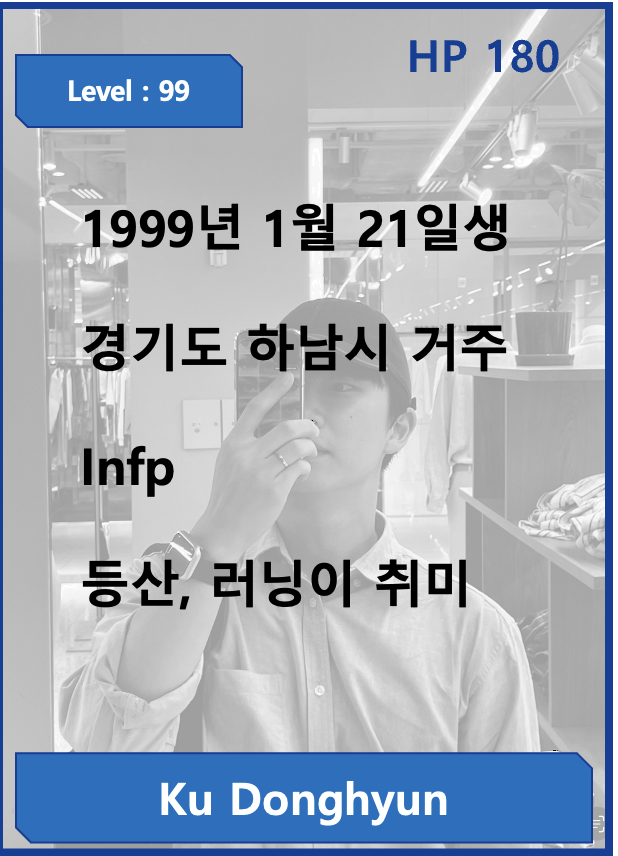 HP 180
Level : 99
1999년 1월 21일생
경기도 하남시 거주
Infp
등산, 러닝이 취미
Ku Donghyun